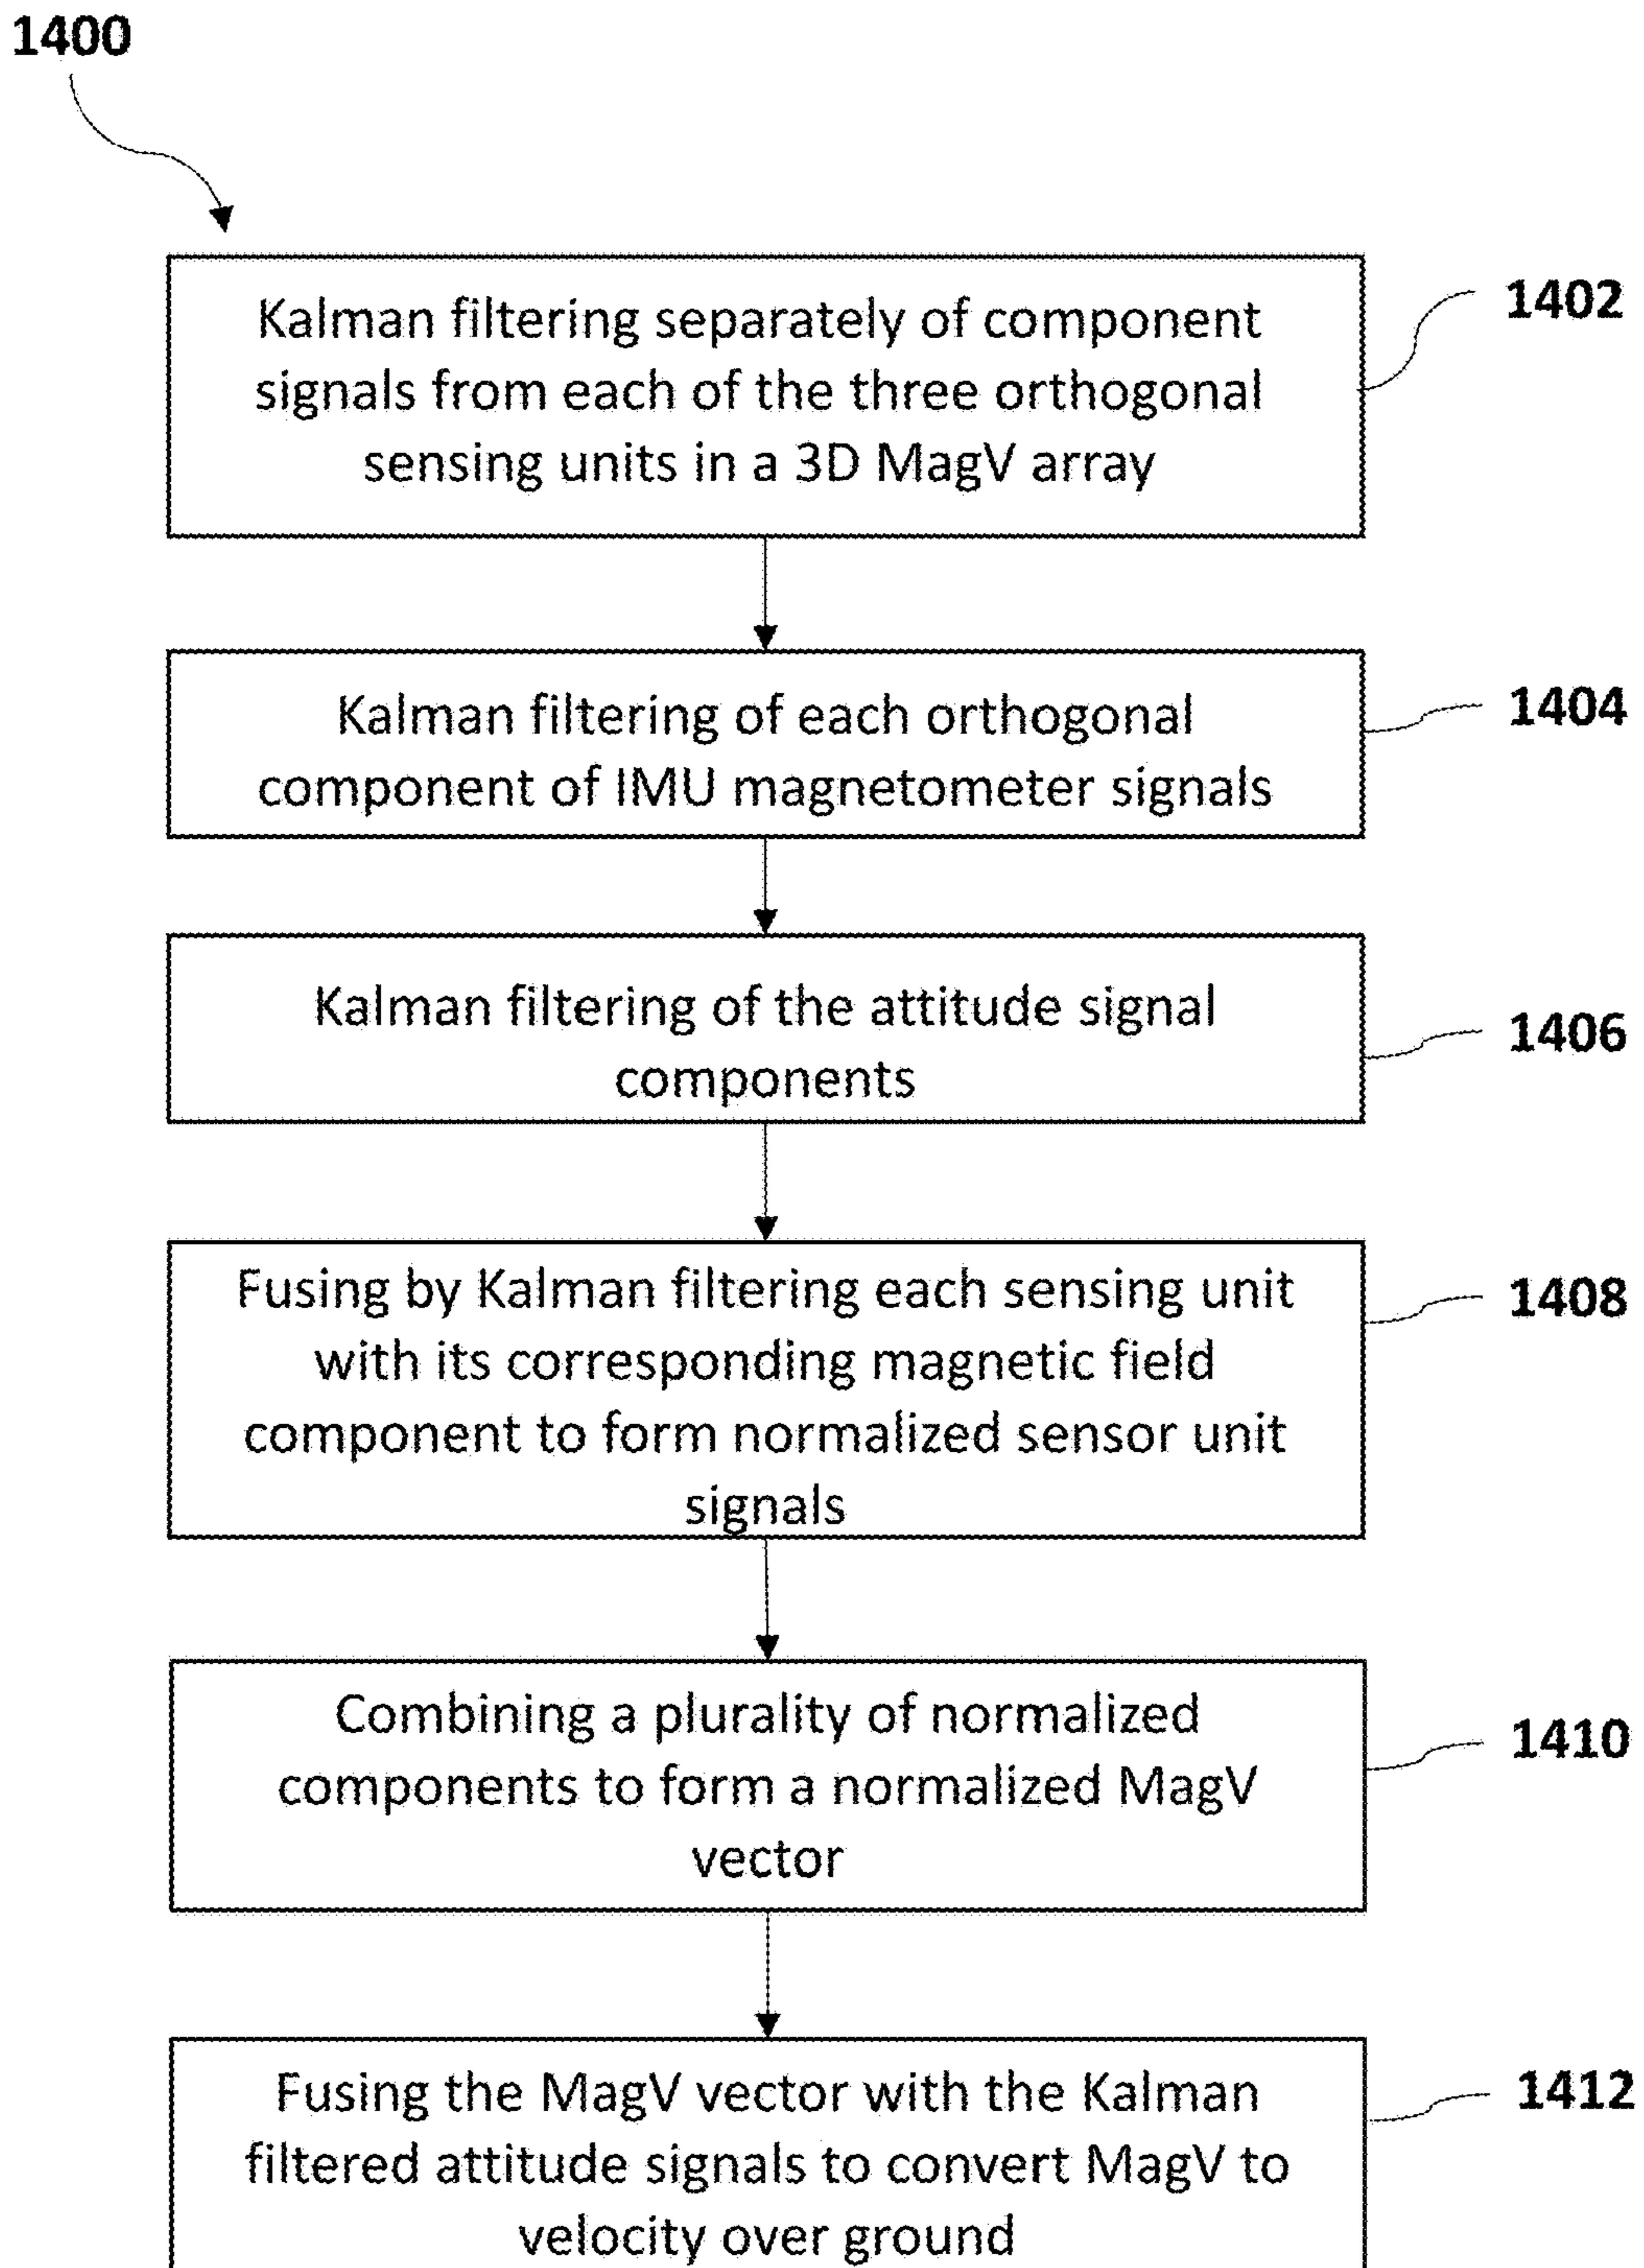 1400
Kalman filtering separately of component
signals from each of the three orthogonal
sensing units in a 3D MagV array
1402
Kalman filtering of each orthogonal
component of IMU magnetometer signals
1404
Kalman filtering of the attitude signal
components
1406
Fusing by Kalman filtering each sensing unit
with its corresponding magnetic field
component to form normalized sensor unit
signals
1408
Combining a plurality of normalized
components to form a normalized MagV
vector
1410
Fusing the MagV vector with the Kalman
filtered attitude signals to convert MagV to
velocity over ground
1412